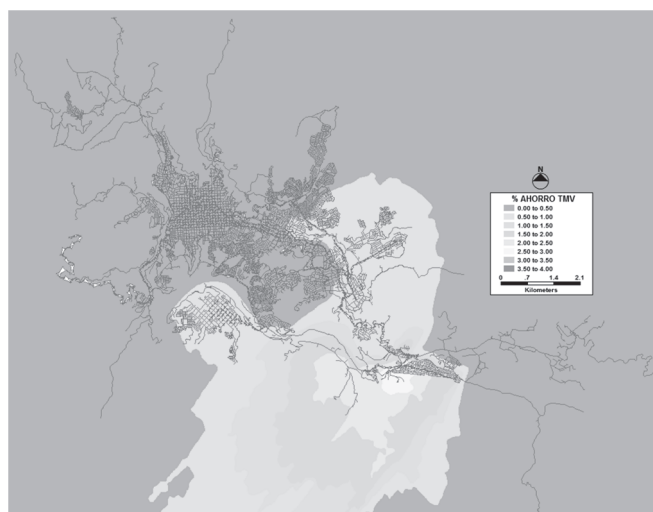 N
% AHORRO TMV
0.00 to 0.50
0.50 to 1.00
1.00 to 1.50
1.50 to 2.00
2.00 to 2.50
2.50 to 3.00
3.00 to 3.50
3.50 to 4.00
0 .7 1.4 2.1
Kilometers